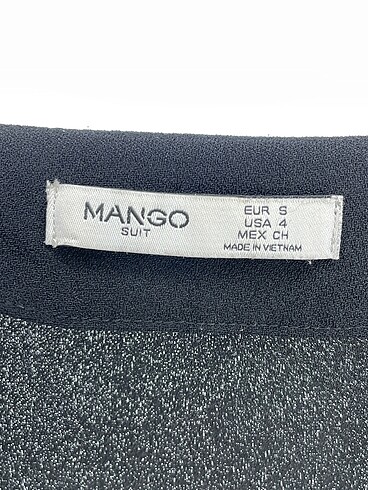 MANGO
SUIT
EUR S
USA 4
MEX CH
MADE IN VIETNAM